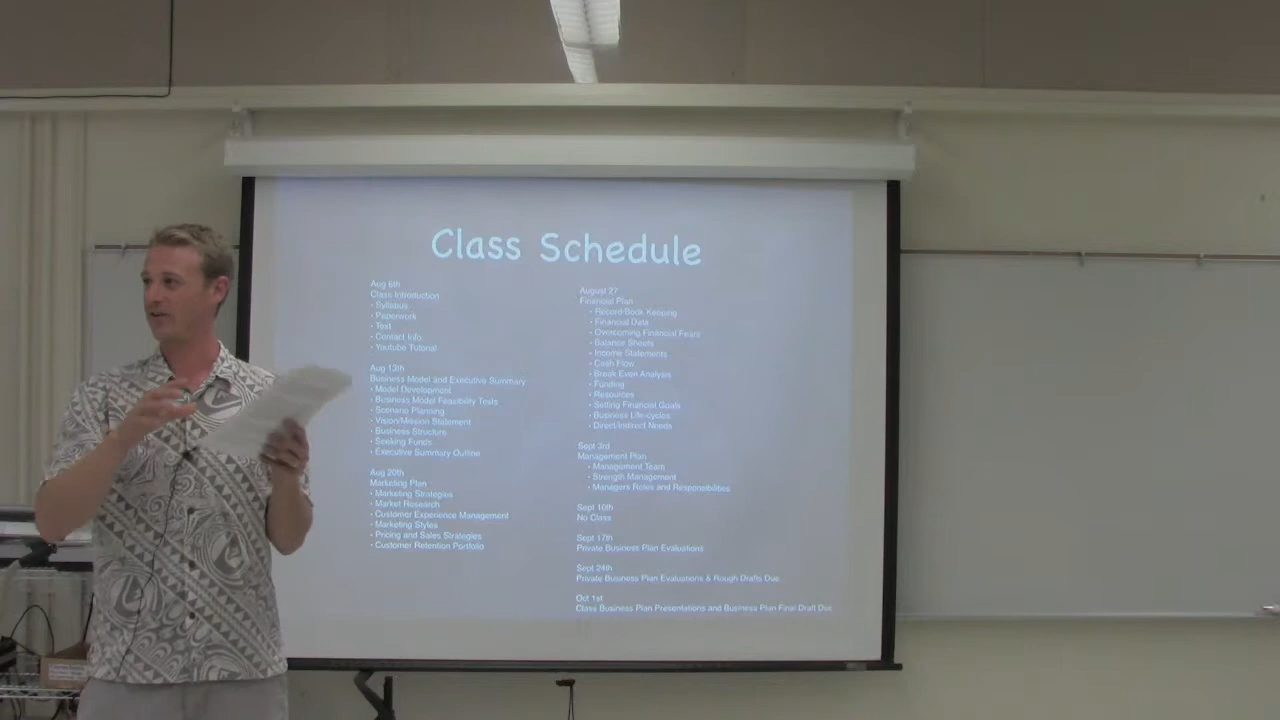 Class Schedule
Aug 6th
Class Introduction
• Syllabus
• Paperwork
• Text
• Contact Info
• Youtube Tutorial
Aug 13th
Business Model and Executive Summary
• Model Development
• Business Model Feasibility Tests
• Scenario Planning
• Vision/Mission Statement
• Business Structure
• Seeking Funds
• Executive Summary Outline
Aug 20th
Marketing Plan
• Marketing Strategies
• Market Research
• Customer Experience Management
• Marketing Styles
• Pricing and Sales Strategies
• Customer Retention Portfolio
August 27
Financial Plan
• Record/Book Keeping
• Financial Data
• Overcoming Financial Fears
• Balance Sheets
• Income Statements
• Cash Flow
• Break Even Analysis
• Funding
• Resources
• Setting Financial Goals
• Business Life-cycles
• Direct/Indirect Needs
Sept 3rd
Management Plan
• Management Team
• Strength Management
• Managers Roles and Responsibilities
Sept 10th
No Class
Sept 17th
Private Business Plan Evaluations
Sept 24th
Private Business Plan Evaluations & Rough Drafts Due
Oct 1st
Class Business Plan Presentations and Business Plan Final Draft Due